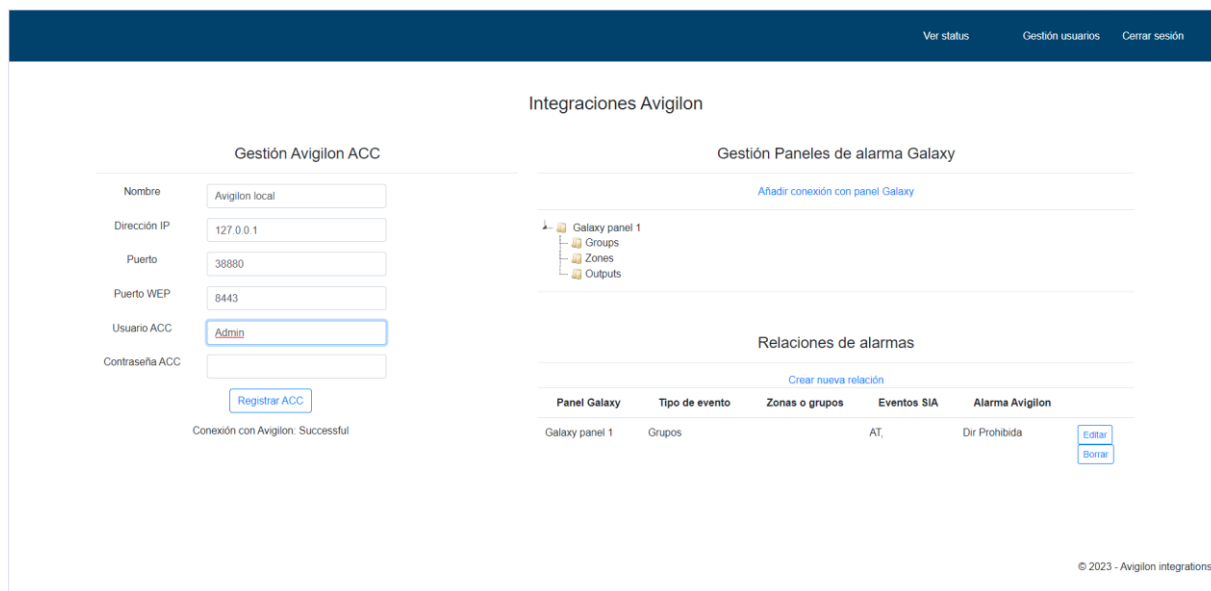 Ver status Gestión usuarios Cerrar sesión
Integraciones Avigilon
Gestión Avigilon ACC
Nombre Avigilon local
Dirección IP 127.0.0.1
Puerto 38880
Puerto WEP 8443
Usuario ACC Admin
Contraseña ACC
Registrar ACC
Conexión con Avigilon: Successful
Gestión Paneles de alarma Galaxy
Añadir conexión con panel Galaxy
Galaxy panel 1
Groups
Zones
Outputs
Relaciones de alarmas
Crear nueva relación
Panel Galaxy Tipo de evento Zonas o grupos Eventos SIA Alarma Avigilon
Galaxy panel 1 Grupos AT, Dir Prohibida Editar
Borrar
© 2023 - Avigilon integrations